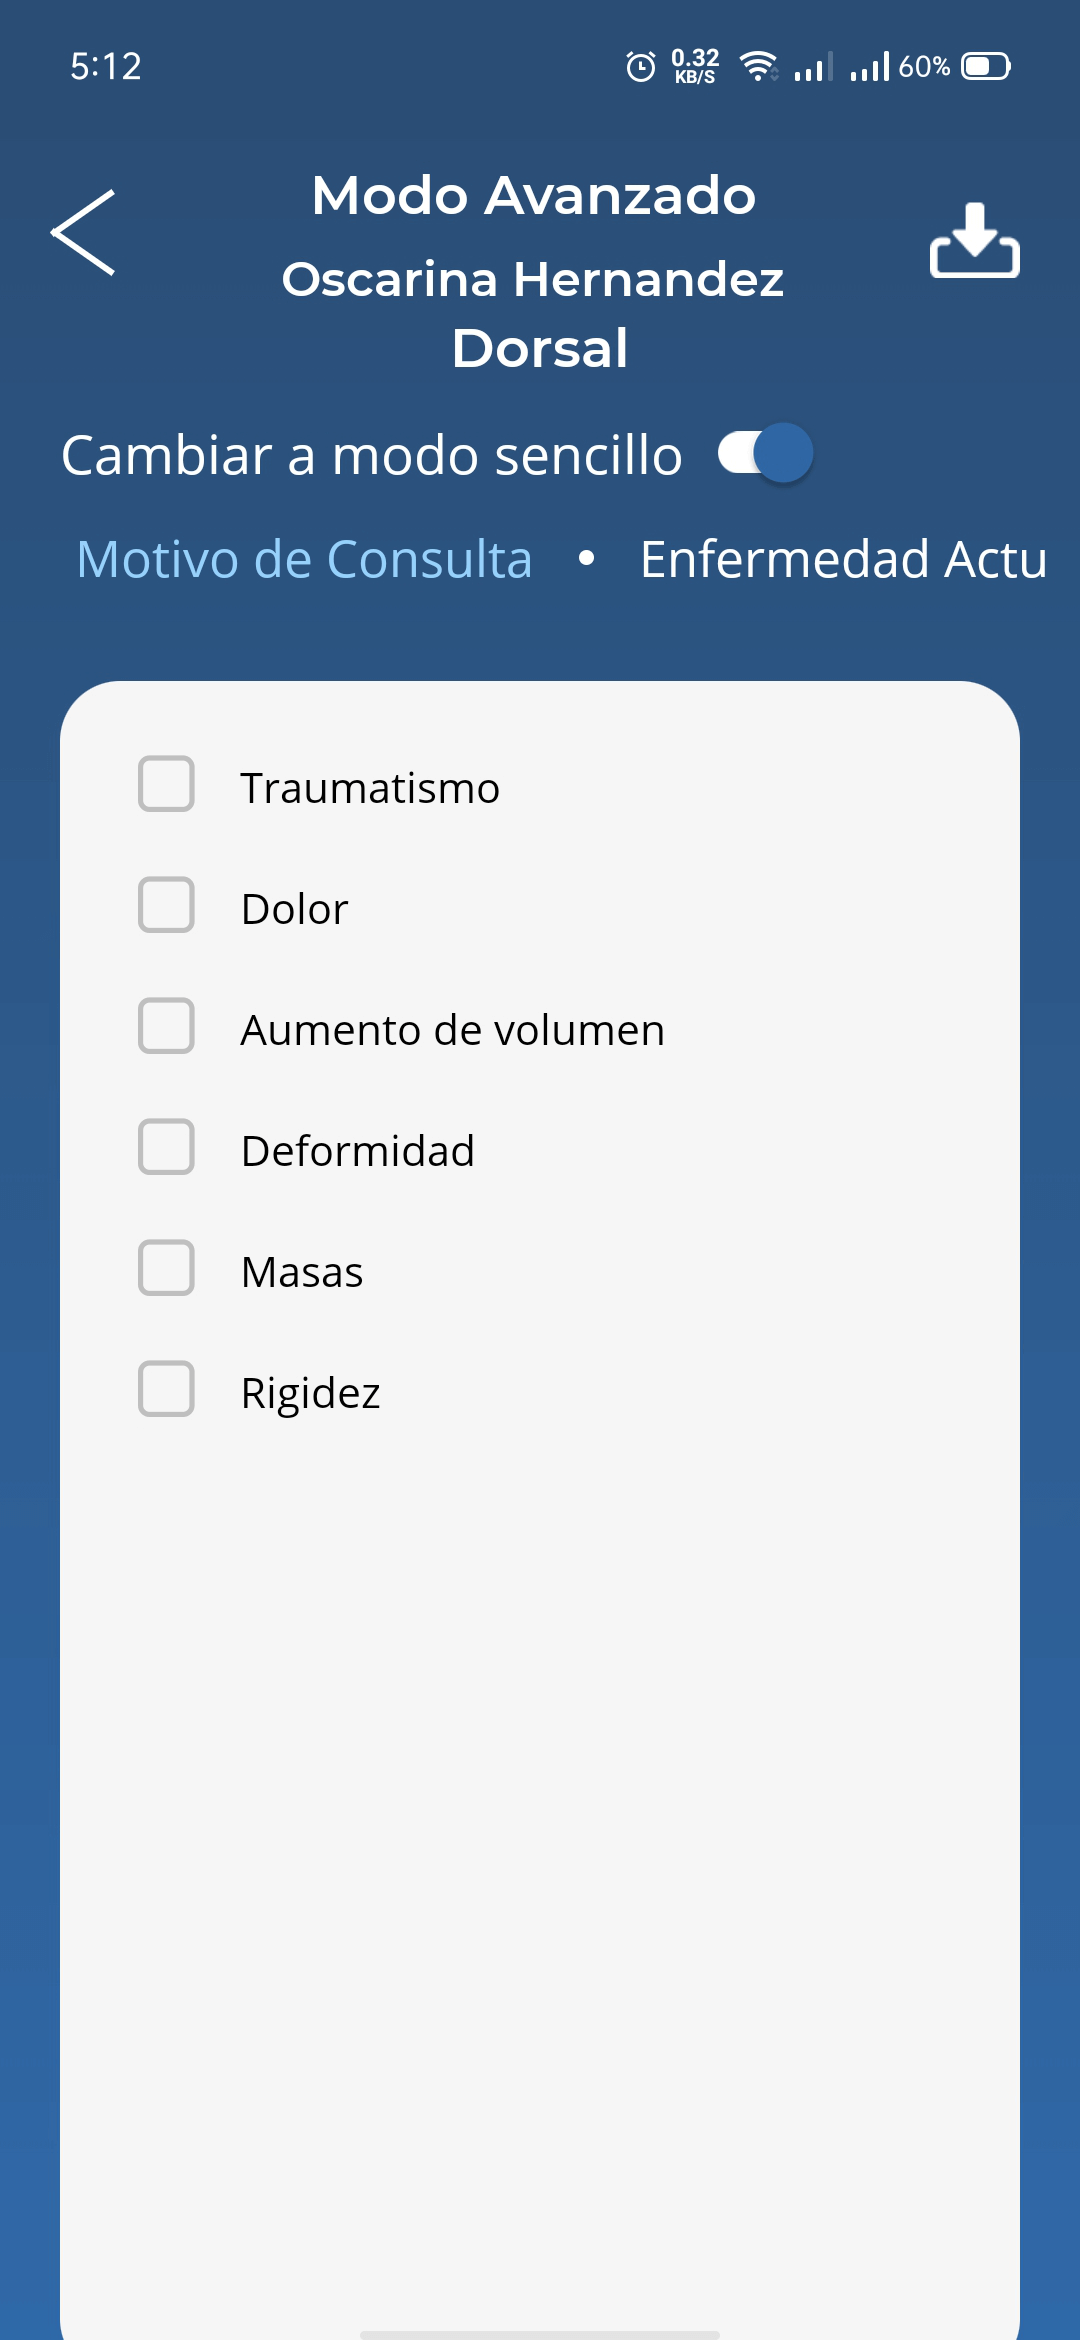 5:12
0.32
KB/S
60%
Modo Avanzado
Oscarina Hernandez
Dorsal
Cambiar a modo sencillo
Motivo de Consulta • Enfermedad Actu
Traumatismo
Dolor
Aumento de volumen
Deformidad
Masas
Rigidez